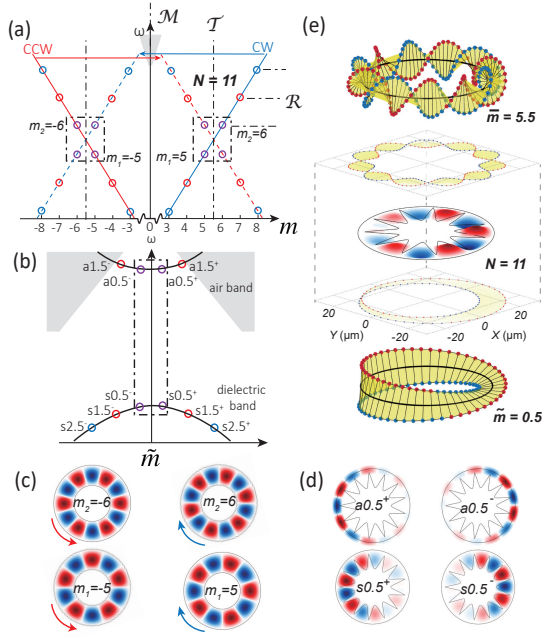 (a)
CCW
ω
ℳ
𝒯
CW
N = 11
ℛ
m₂=-6
m₁=-5
m₁=5
m₂=6
-8 -7 -6 -5 -4 -3 0 3 4 5 6 7 8 m
(b)
ω
a1.5⁻
a1.5⁺
a0.5⁻
a0.5⁺
air band
s0.5⁻
s0.5⁺
dielectric
band
s1.5⁻
s1.5⁺
s2.5⁻
s2.5⁺
m̃
(c)
m₂=-6
m₂=6
m₁=-5
m₁=5
(d)
a0.5⁺
a0.5⁻
s0.5⁺
s0.5⁻
(e)
m̅ = 5.5
N = 11
20
0
-20
Y (μm)
20
0
-20
X (μm)
m̃ = 0.5